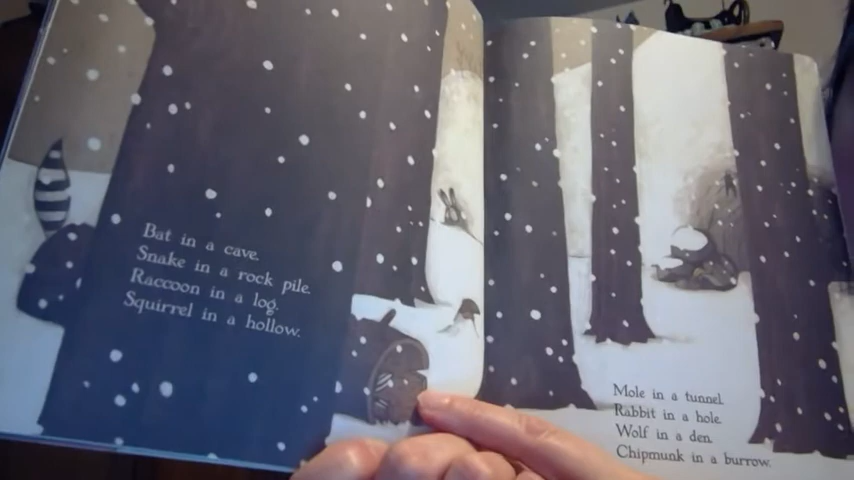 Bat in a cave.
Snake in a rock pile.
Raccoon in a log.
Squirrel in a hollow.
Mole in a tunnel.
Rabbit in a hole.
Wolf in a den.
Chipmunk in a burrow.